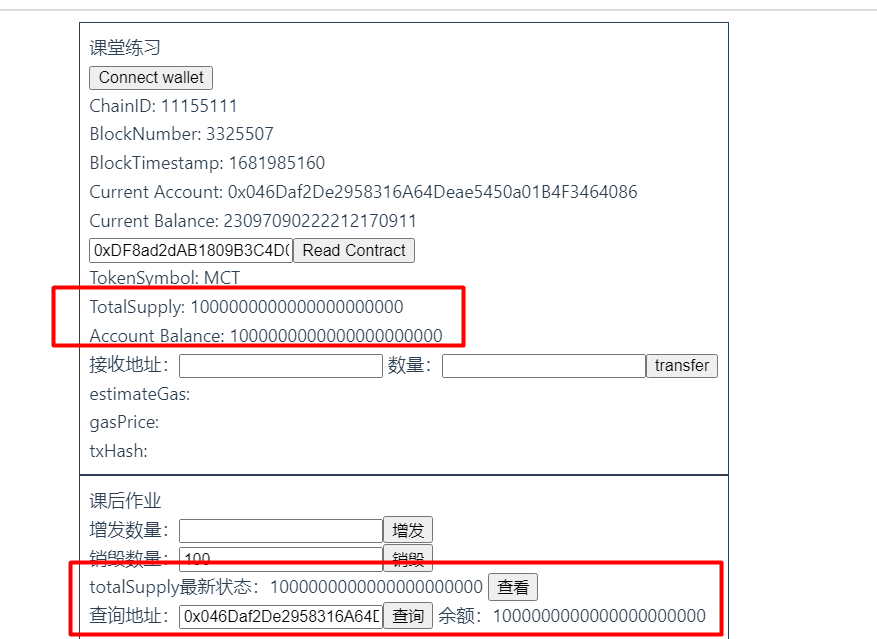 课堂练习
Connect wallet
ChainID: 11155111
BlockNumber: 3325507
BlockTimestamp: 1681985160
Current Account: 0x046Daf2De2958316A64Deae5450a01B4F3464086
Current Balance: 23097090222212170911
0xDF8ad2dAB1809B3C4D( Read Contract
TokenSymbol: MCT
TotalSupply: 1000000000000000000000
Account Balance: 1000000000000000000000
接收地址： 数量： transfer
estimateGas:
gasPrice:
txHash:
课后作业
增发数量： 增发
销毁数量： 100 销毁
totalSupply最新状态：1000000000000000000000 查看
查询地址： 0x046Daf2De2958316A64D 查询 余额：1000000000000000000000